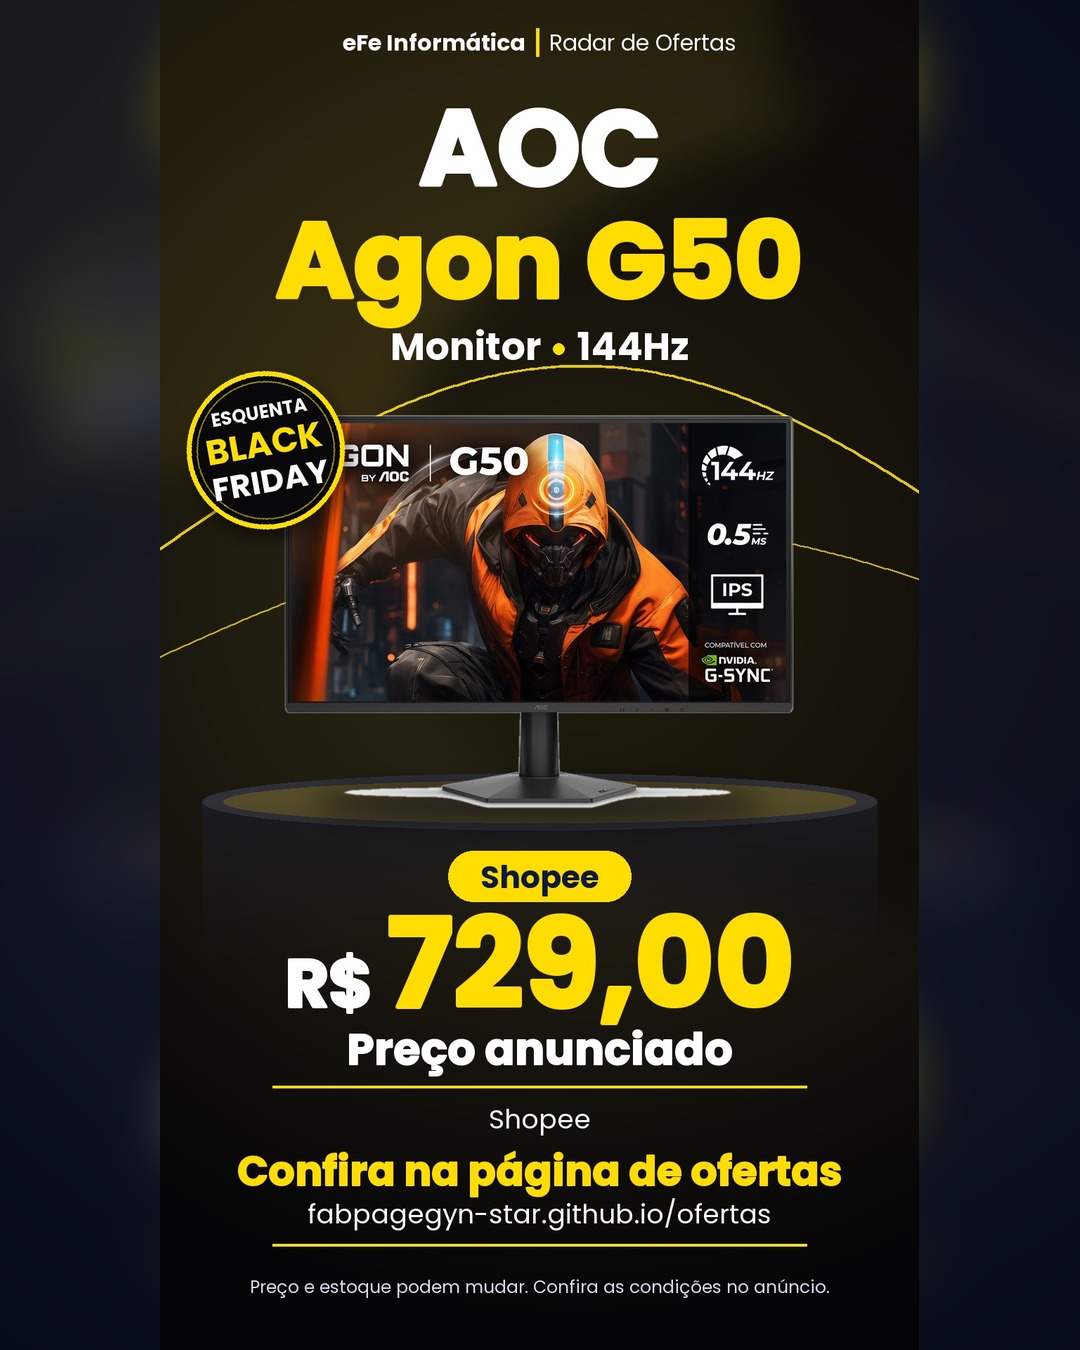 eFe Informática | Radar de Ofertas
AOC
Agon G50
Monitor • 144Hz
ESQUENTA
BLACK
FRIDAY
GON | G50
BY AOC
144HZ
0.5MS
IPS
COMPATÍVEL COM
NVIDIA.
G-SYNC
AOC
Shopee
R$ 729,00
Preço anunciado
Shopee
Confira na página de ofertas
fabpagegyn-star.github.io/ofertas
Preço e estoque podem mudar. Confira as condições no anúncio.